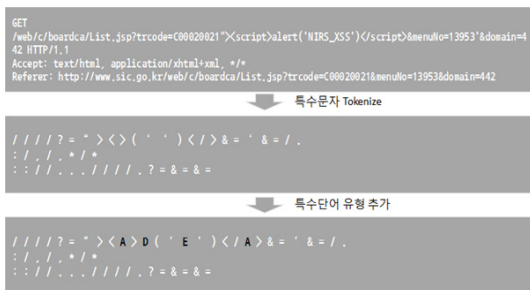 GET
/web/c/boardca/List.jsp?trcode=C00020021"><script>alert('NIRS_XSS')</script>&menuNo=13953'&domain=4
42 HTTP/1.1
Accept: text/html, application/xhtml+xml, */*
Referer: http://www.sic.go.kr/web/c/boardca/List.jsp?trcode=C00020021&menuNo=13953&domain=442
특수문자 Tokenize
/ / / / ? = " > < > ( ' ' ) < / > & = ' & = / .
: / , / , * / *
: : / / . . . / / / / . ? = & = & =
특수단어 유형 추가
/ / / / ? = " > < A > D ( ' E ' ) < / A > & = ' & = / .
: / , / , * / *
: : / / . . . / / / / . ? = & = & =